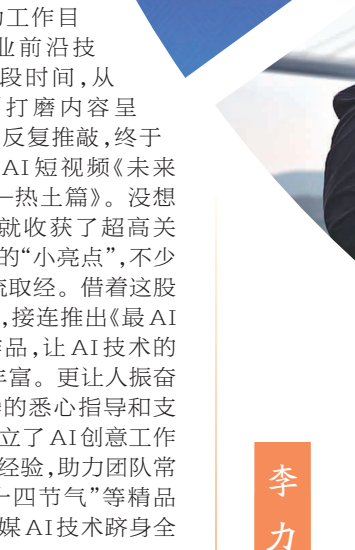 工作目
业前沿技
段时间，从
打磨内容呈
反复推敲，终于
AI短视频《未来
—热土篇》。没想
就收获了超高关
的“小亮点”，不少
取经。借着这股
，接连推出《最AI
作品，让AI技术的
丰富。更让人振奋
的悉心指导和支
立了AI创意工作
经验，助力团队常
十四节气”等精品
媒AI技术跻身全
李力